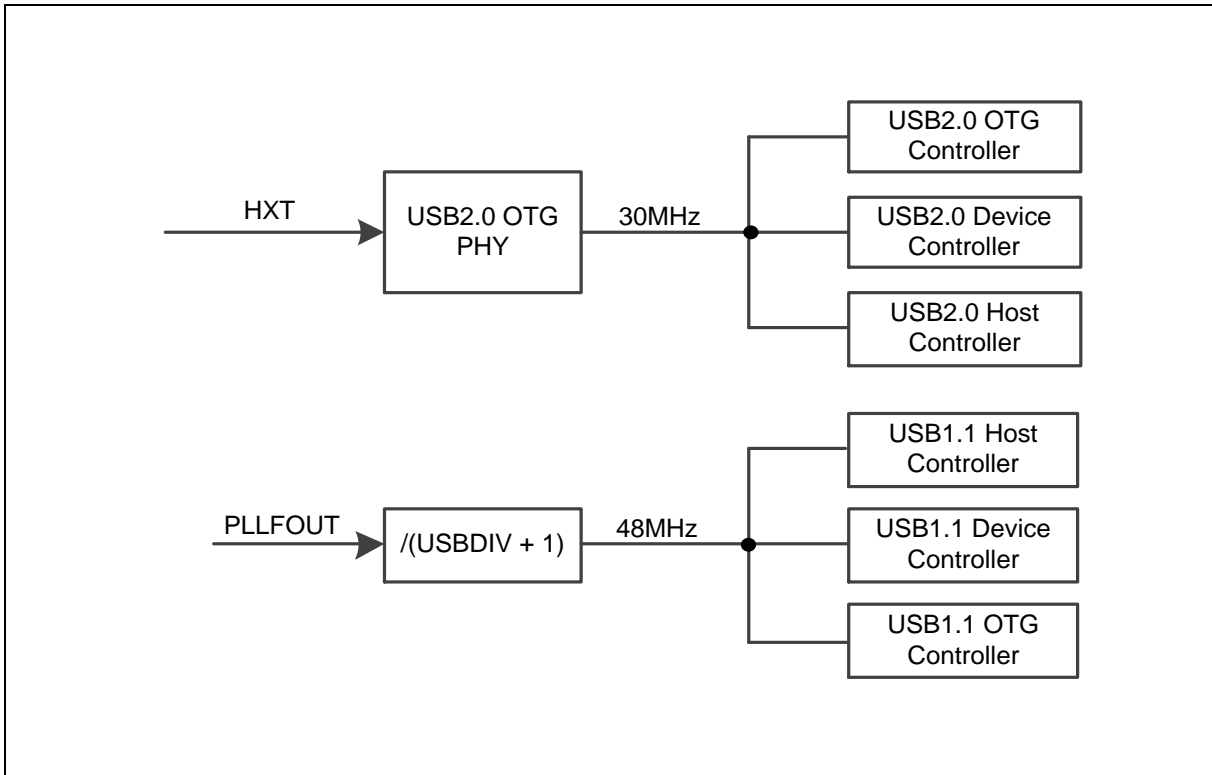 HXT
USB2.0 OTG
PHY
30MHz
USB2.0 OTG
Controller
USB2.0 Device
Controller
USB2.0 Host
Controller
PLLFOUT
/(USBDIV + 1)
48MHz
USB1.1 Host
Controller
USB1.1 Device
Controller
USB1.1 OTG
Controller